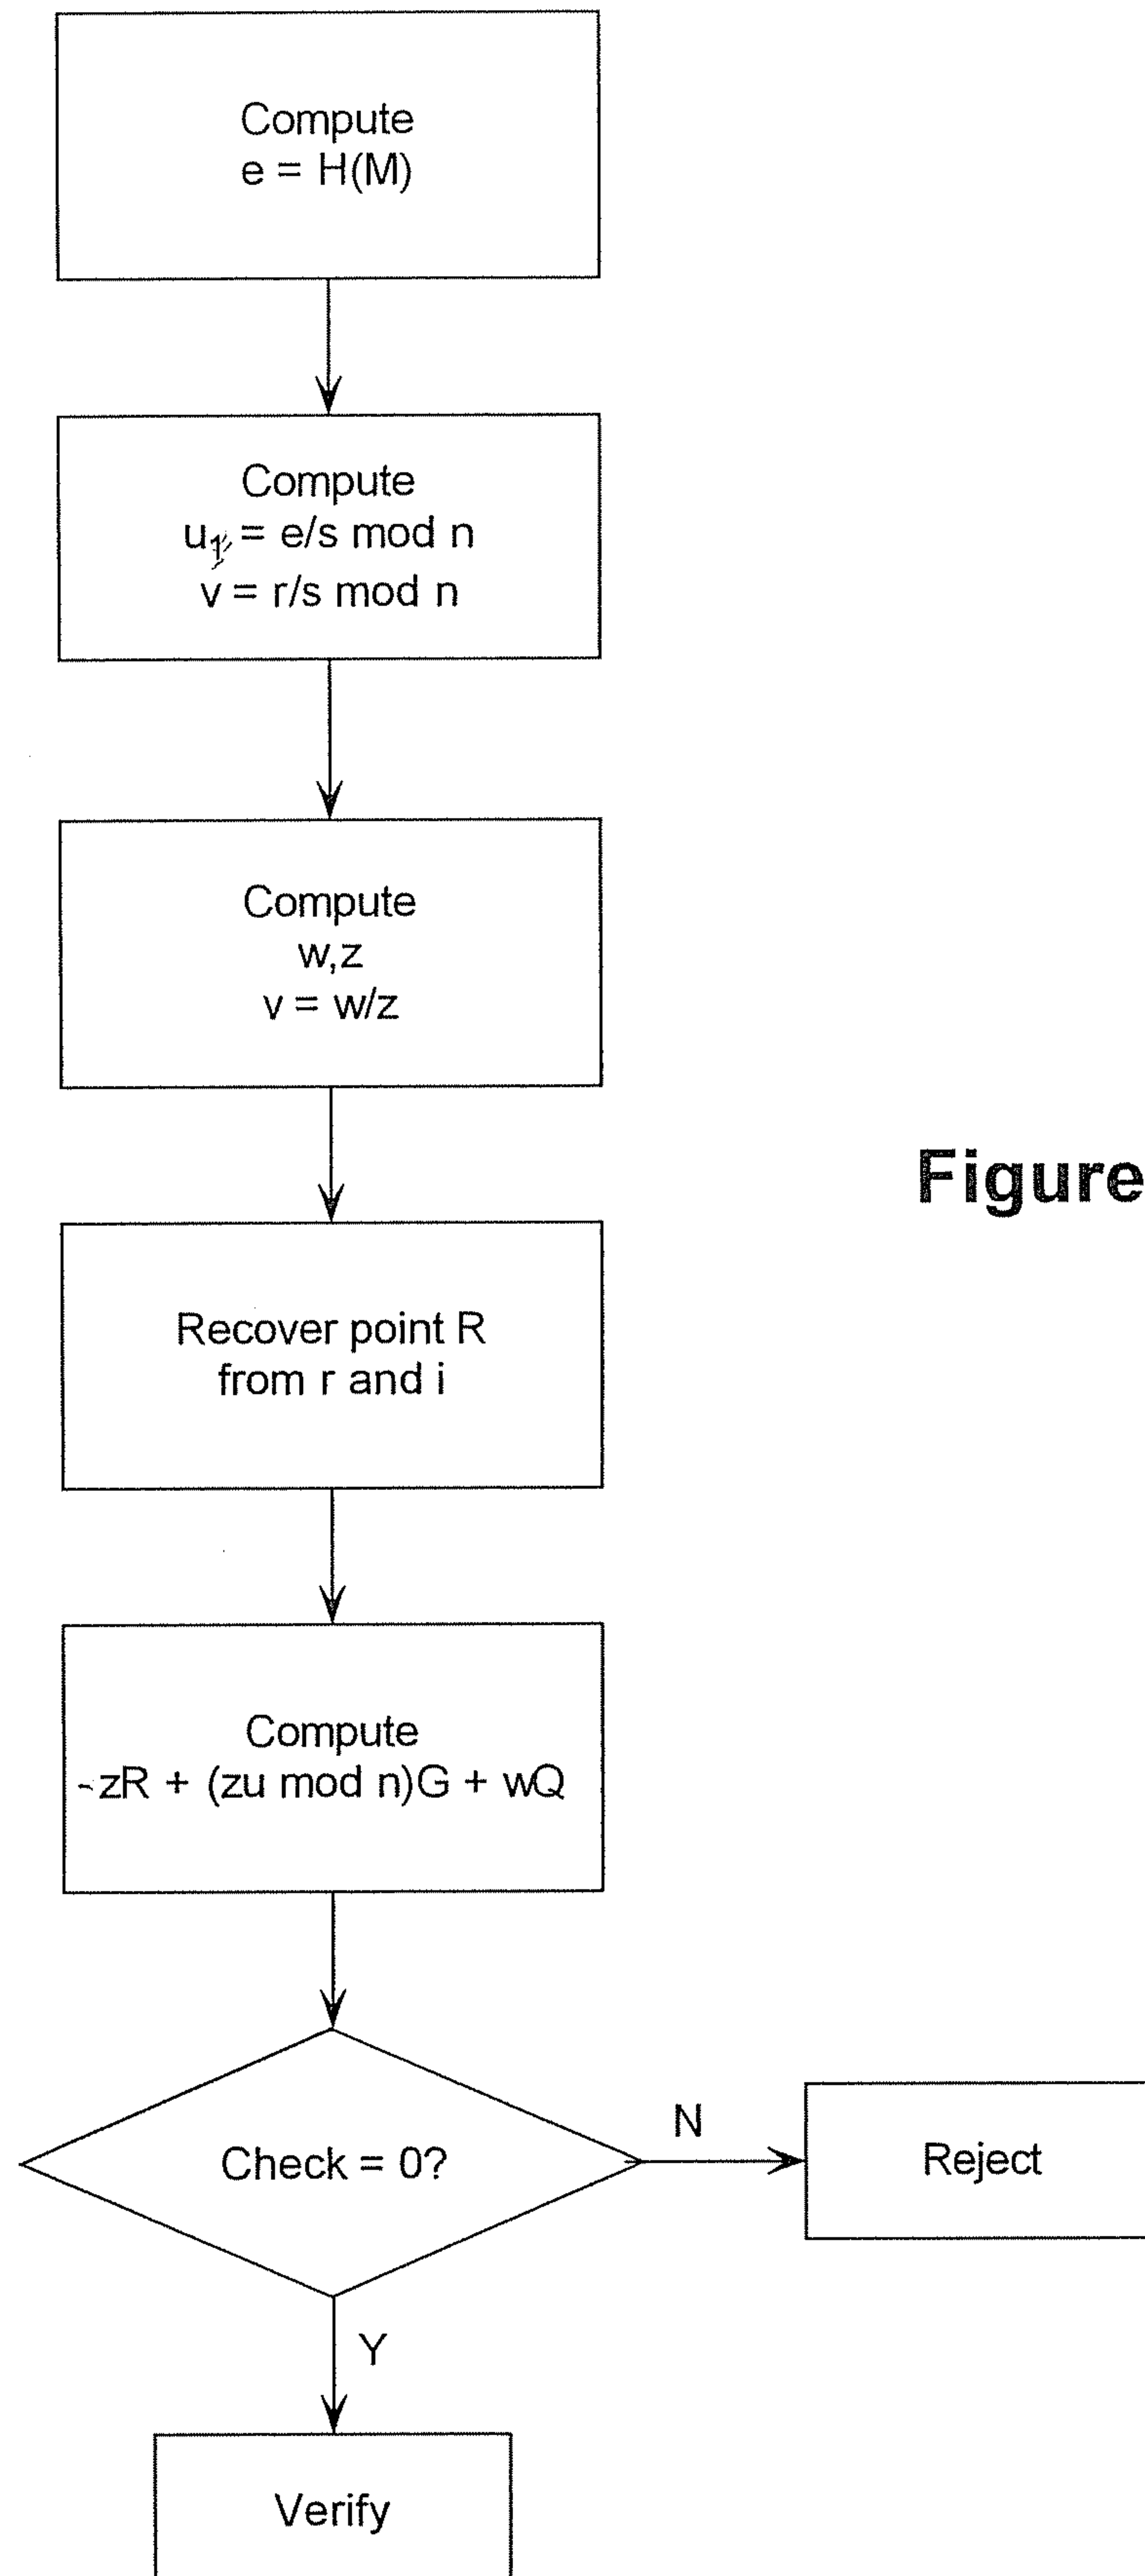 Compute
e = H(M)
Compute
u₁ = e/s mod n
v = r/s mod n
Compute
w,z
v = w/z
Figure
Recover point R
from r and i
Compute
-zR + (zu mod n)G + wQ
Check = 0?
N
Reject
Y
Verify